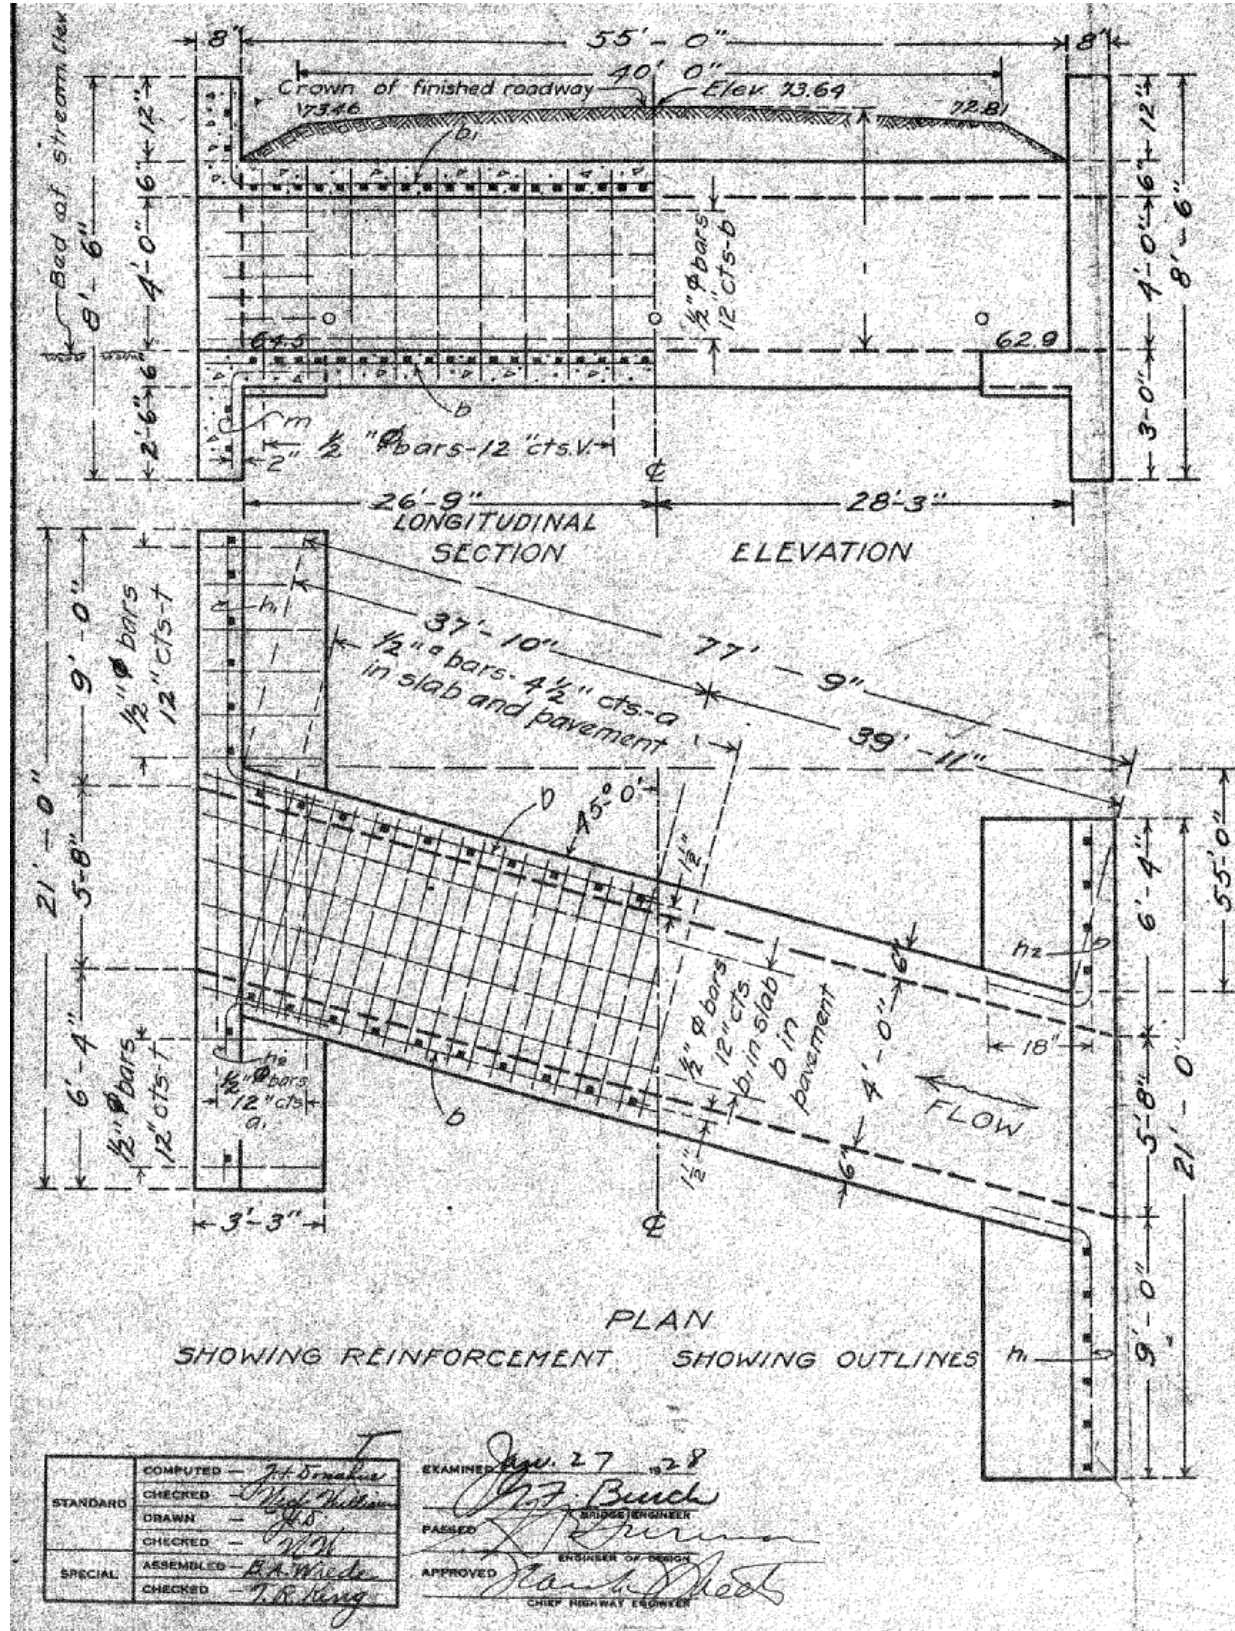 8" 55'-0" 8"
40' 0"
Crown of finished roadway Elev. 73.64
73.46 72.81
b₁
Bed of stream. Elev
8'-6"
12"
6"
4'-0"
6"
2'-6"
½"ϕ bars
12" cts-b
12"
6"
4'-0"
3'-0"
8'-6"
64.5 62.9
b
m
½"ϕ bars-12"cts.V.
2"
℄
26'-9" 28'-3"
LONGITUDINAL
SECTION
ELEVATION
21'-0"
9'-0"
5'-8"
6'-4"
½"ϕ bars
12" cts-t
h₁
77'-9"
37'-10"
39'-11"
½"▫ bars-4½" cts.-a
in slab and pavement
b
45°0'
1½"
55'-0"
6'-4"
h₂
6"
½"ϕ bars
12" cts.
b₁ in slab
b in
pavement
4'-0"
18"
FLOW
h₂
½"ϕ bars
12" cts
a₁
½"ϕ bars
12" cts-t
b
1½"
6"
5'-8"
21'-0"
3'-3"
℄
9'-0"
h₁
PLAN
SHOWING REINFORCEMENT SHOWING OUTLINES
STANDARD
COMPUTED — J.H. Donahue
CHECKED —
DRAWN — J.H.D.
CHECKED —
SPECIAL
ASSEMBLED — B.A. Wrede
CHECKED — T.R. King
EXAMINED Jan. 27 1928
G.F. Burch
BRIDGE ENGINEER
PASSED
ENGINEER OF DESIGN
APPROVED Frank Sheets
CHIEF HIGHWAY ENGINEER